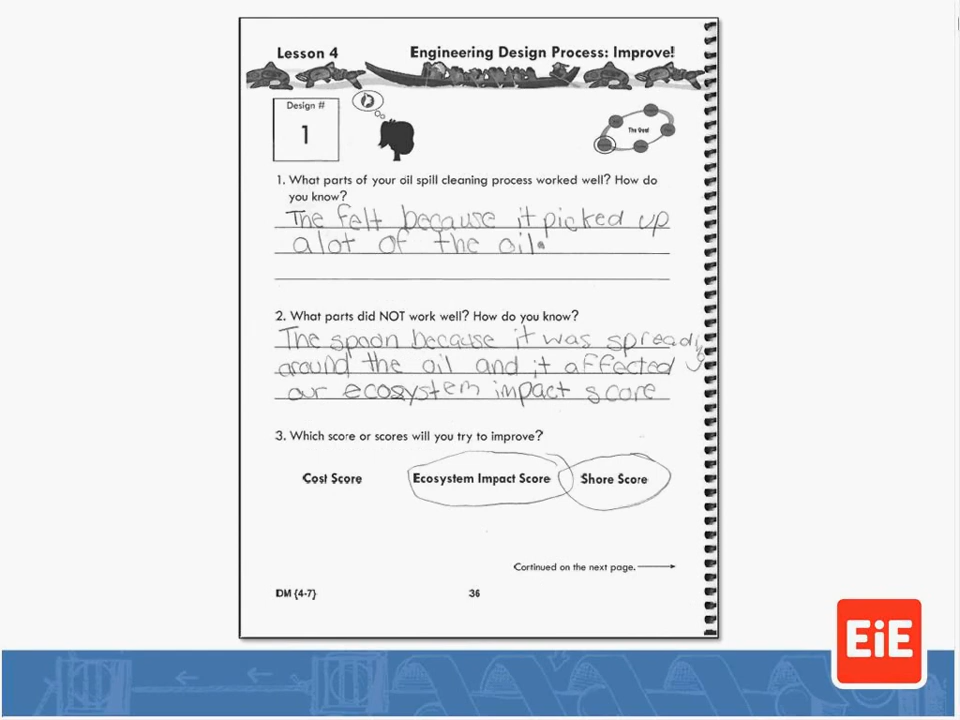 Lesson 4
Engineering Design Process: Improve!
Design #
1
The Goal
1. What parts of your oil spill cleaning process worked well? How do
you know?
The felt because it picked up
alot of the oil.
2. What parts did NOT work well? How do you know?
The spoon because it was spreading
around the oil and it affected
our ecosystem impact score
3. Which score or scores will you try to improve?
Cost Score
Ecosystem Impact Score
Shore Score
Continued on the next page.
DM {4-7}
36
EiE